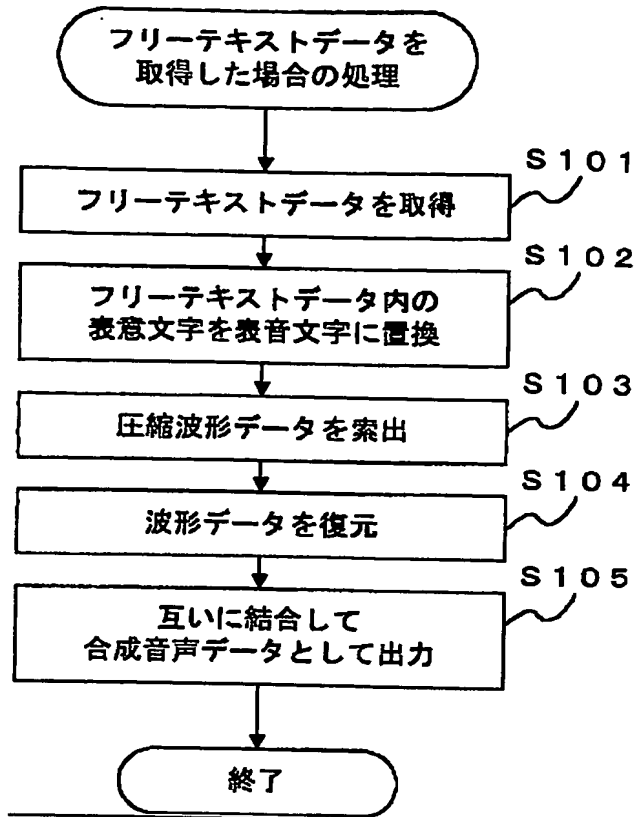 フリーテキストデータを
取得した場合の処理
S101
フリーテキストデータを取得
S102
フリーテキストデータ内の
表意文字を表音文字に置換
S103
圧縮波形データを索出
S104
波形データを復元
S105
互いに結合して
合成音声データとして出力
終了